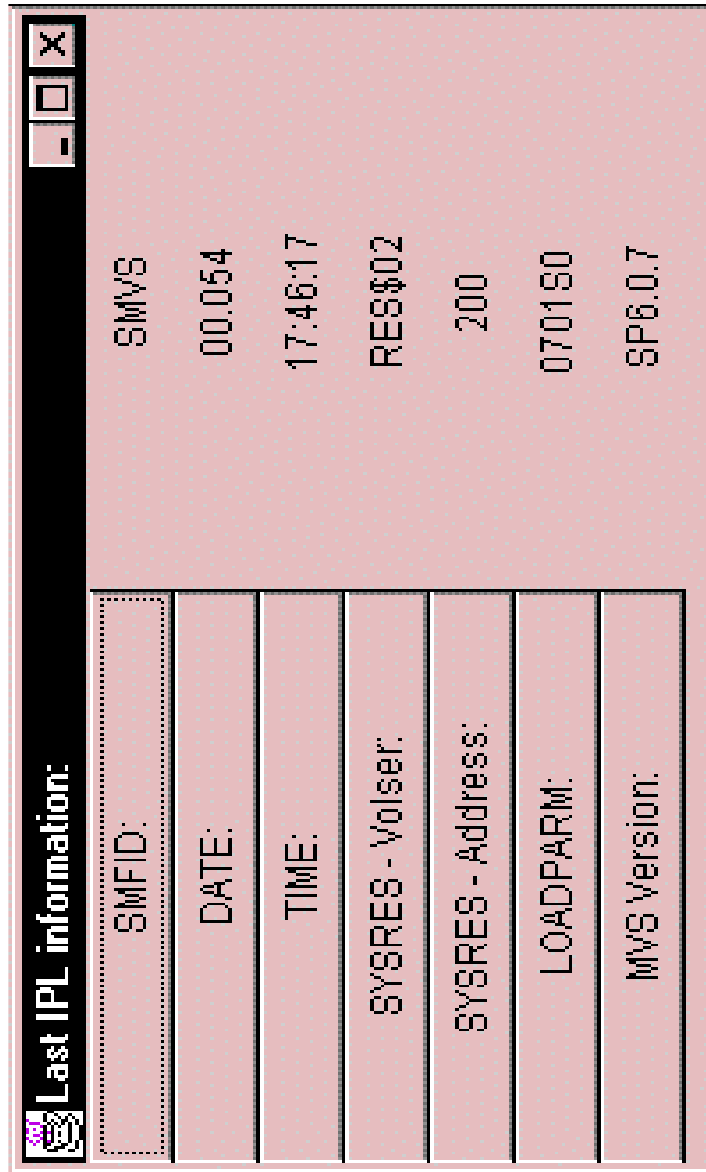 Last IPL information:
SMFID: SMVS
DATE: 00.054
TIME: 17:46:17
SYSRES - Volser: RES$02
SYSRES - Address: 200
LOADPARM: 0701S0
MVS Version: SP6.0.7